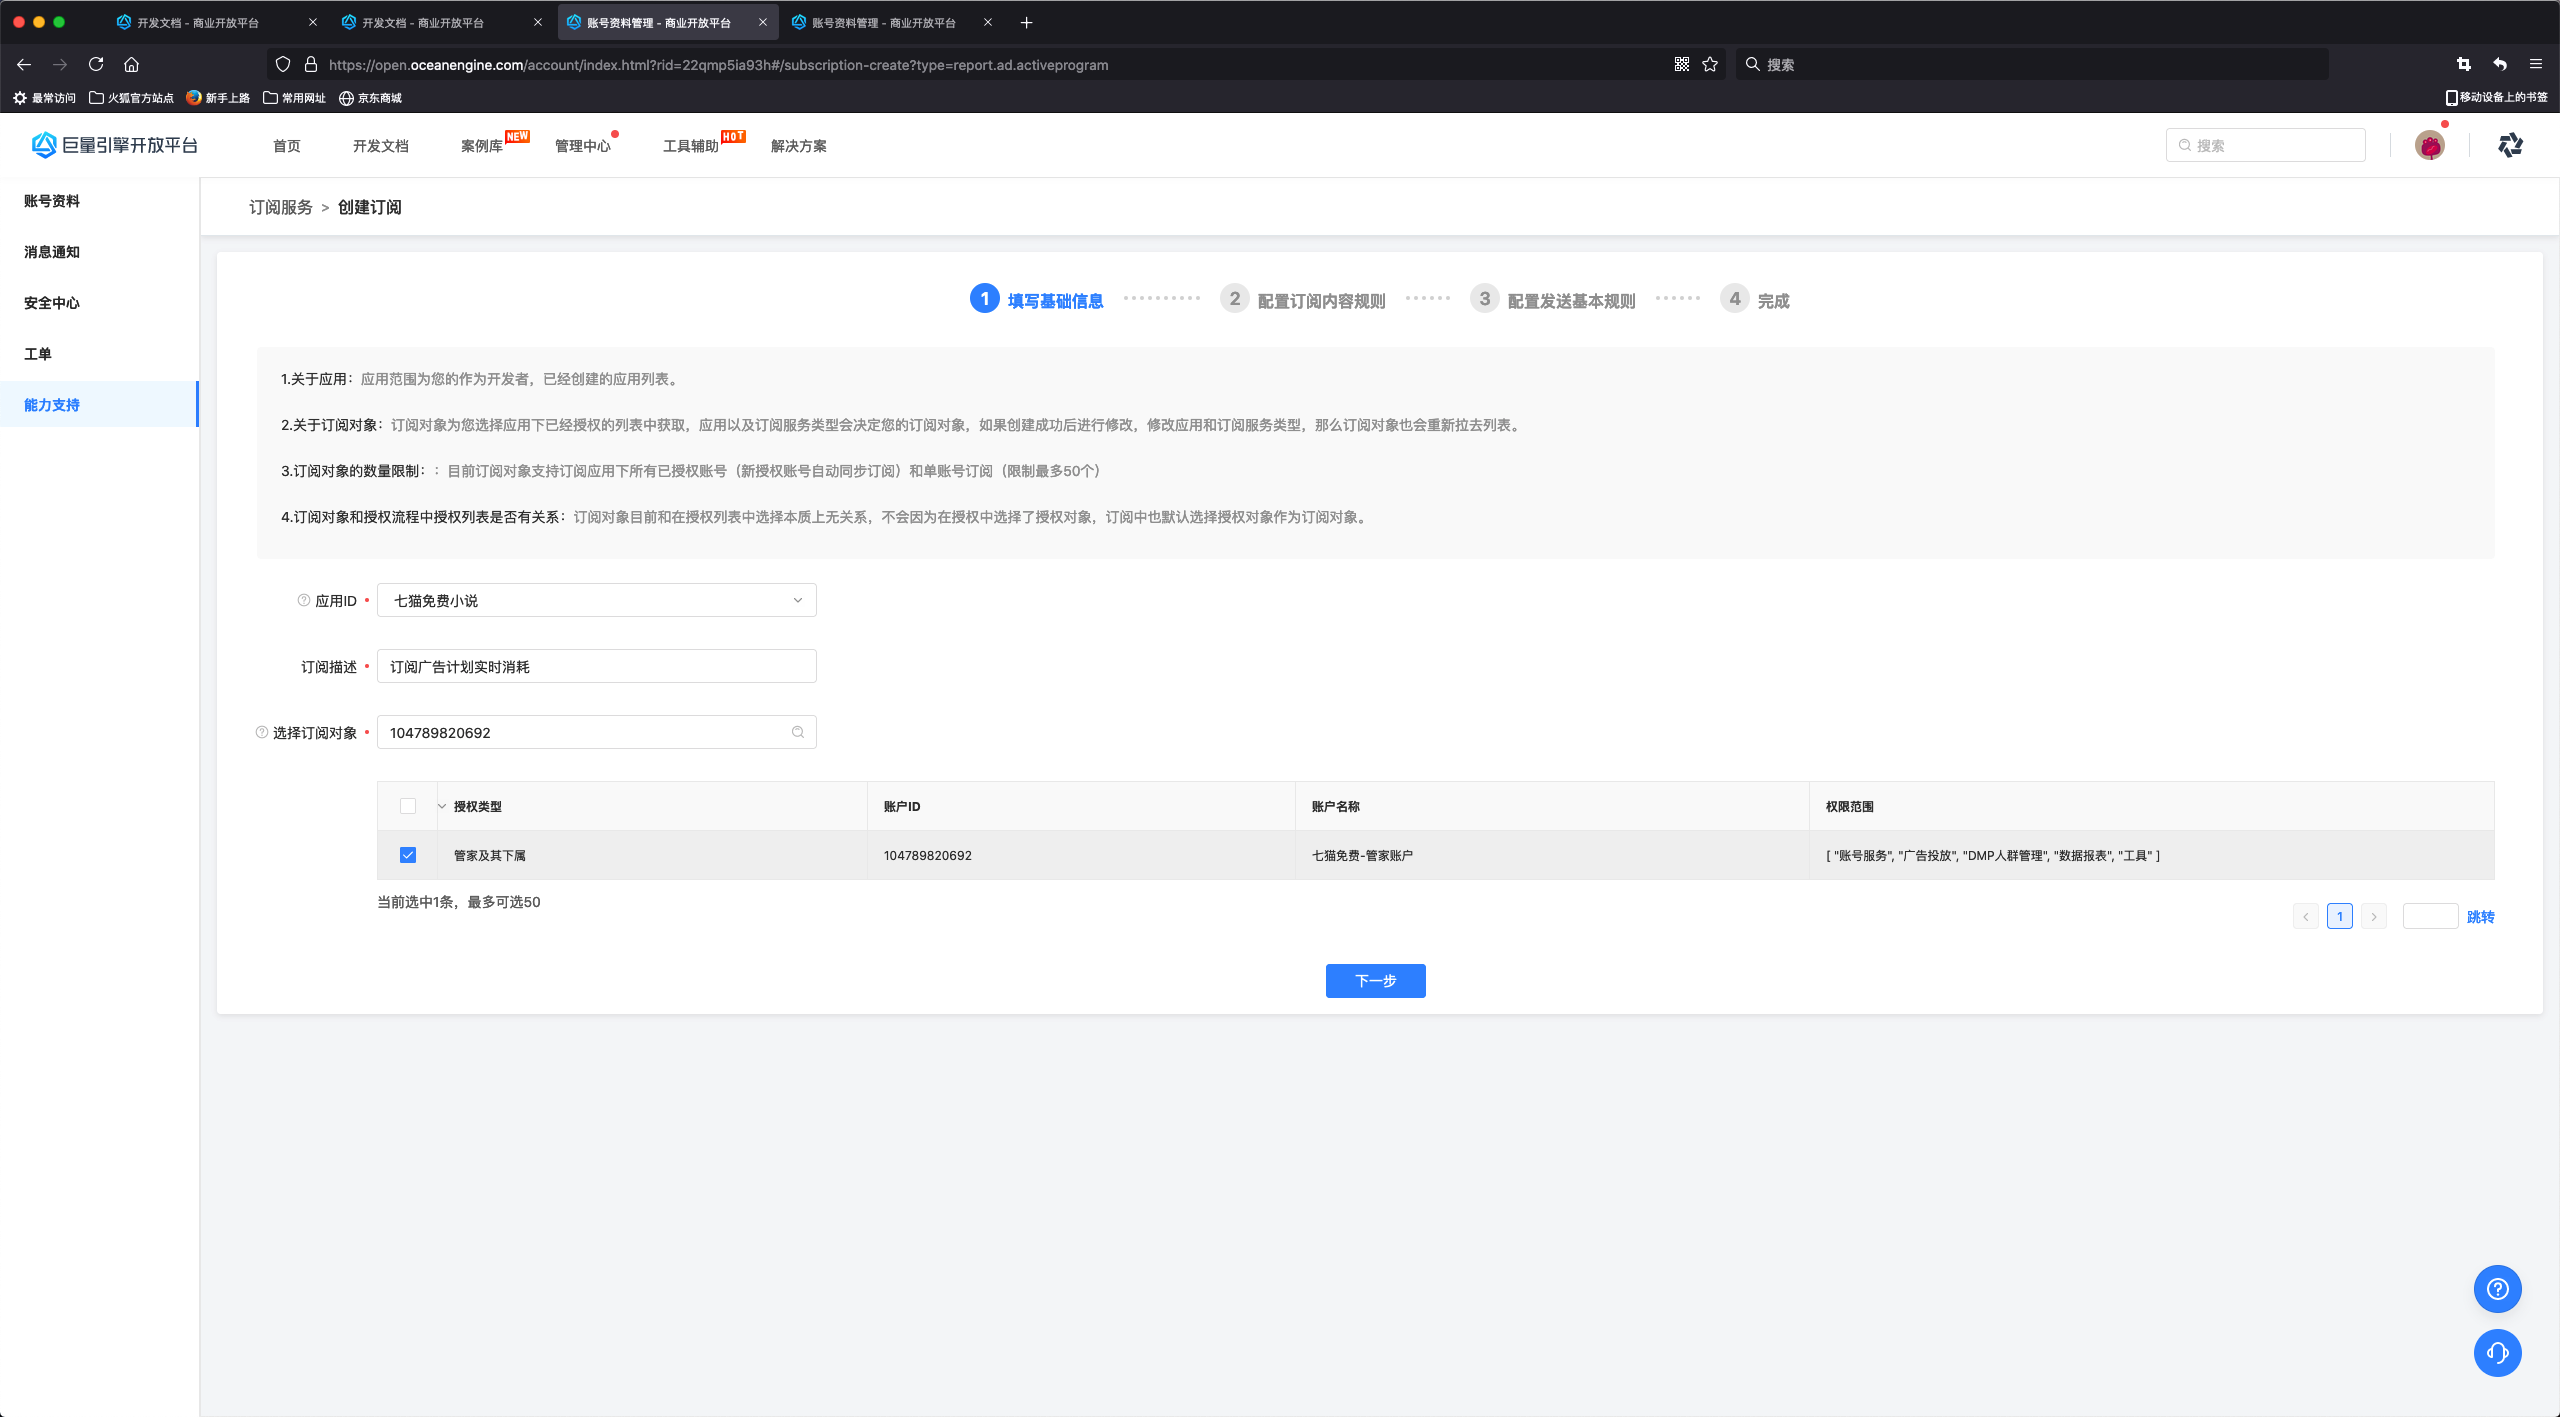 开发文档 - 商业开放平台
开发文档 - 商业开放平台
账号资料管理 - 商业开放平台
账号资料管理 - 商业开放平台
https://open.oceanengine.com/account/index.html?rid=22qmp5ia93h#/subscription-create?type=report.ad.activeprogram
搜索
最常访问
火狐官方站点
新手上路
常用网址
京东商城
移动设备上的书签
巨量引擎开放平台
首页
开发文档
案例库
NEW
管理中心
工具辅助
HOT
解决方案
搜索
账号资料
消息通知
安全中心
工单
能力支持
订阅服务 > 创建订阅
1 填写基础信息
2 配置订阅内容规则
3 配置发送基本规则
4 完成
1.关于应用：应用范围为您的作为开发者，已经创建的应用列表。
2.关于订阅对象：订阅对象为您选择应用下已经授权的列表中获取，应用以及订阅服务类型会决定您的订阅对象，如果创建成功后进行修改，修改应用和订阅服务类型，那么订阅对象也会重新拉去列表。
3.订阅对象的数量限制：：目前订阅对象支持订阅应用下所有已授权账号（新授权账号自动同步订阅）和单账号订阅（限制最多50个）
4.订阅对象和授权流程中授权列表是否有关系：订阅对象目前和在授权列表中选择本质上无关系，不会因为在授权中选择了授权对象，订阅中也默认选择授权对象作为订阅对象。
应用ID
七猫免费小说
订阅描述
订阅广告计划实时消耗
选择订阅对象
104789820692
授权类型
账户ID
账户名称
权限范围
管家及其下属
104789820692
七猫免费-管家账户
[ "账号服务", "广告投放", "DMP人群管理", "数据报表", "工具" ]
当前选中1条，最多可选50
1
跳转
下一步